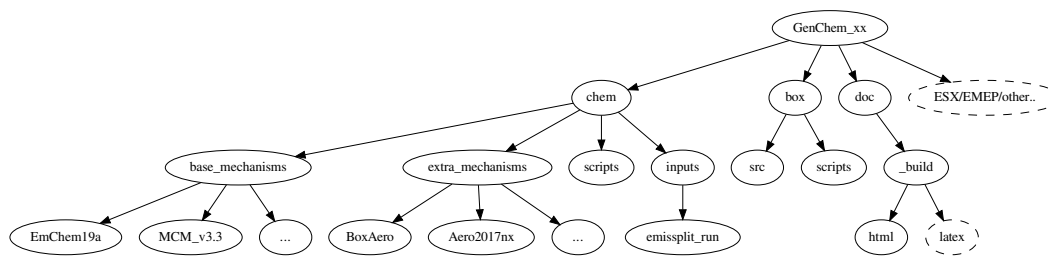 GenChem_xx
chem
box
doc
ESX/EMEP/other..
base_mechanisms
extra_mechanisms
scripts
inputs
src
scripts
_build
EmChem19a
MCM_v3.3
...
BoxAero
Aero2017nx
...
emissplit_run
html
latex